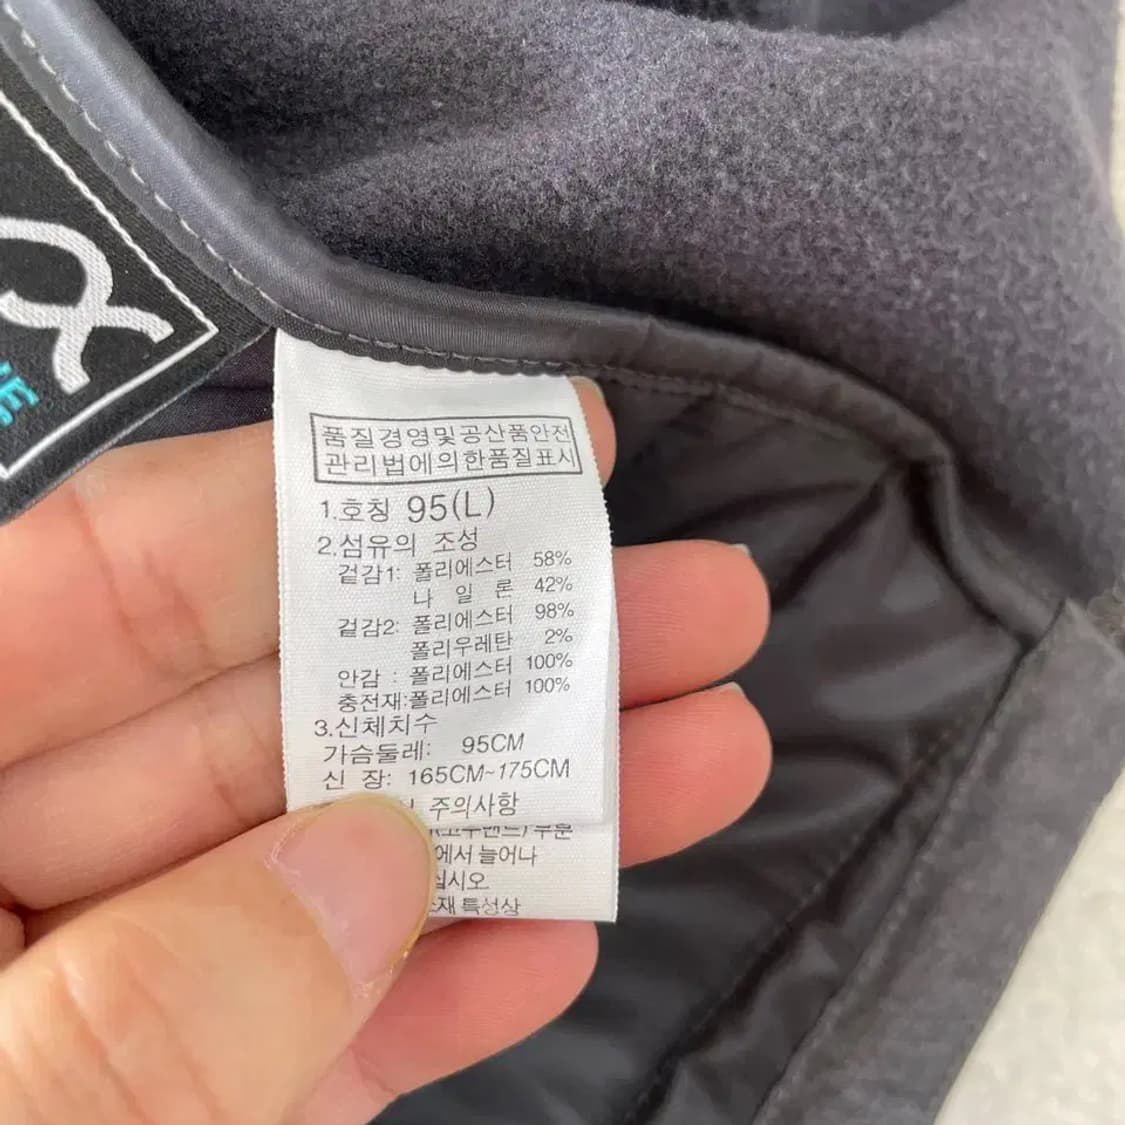 품질경영및공산품안전
관리법에의한품질표시
1.호칭 95(L)
2.섬유의 조성
겉감1: 폴리에스터 58%
나 일 론 42%
겉감2: 폴리에스터 98%
폴리우레탄 2%
안감 : 폴리에스터 100%
충전재:폴리에스터 100%
3.신체치수
가슴둘레: 95CM
신 장: 165CM~175CM
주의사항
부분
에서 늘어나
십시오
특성상